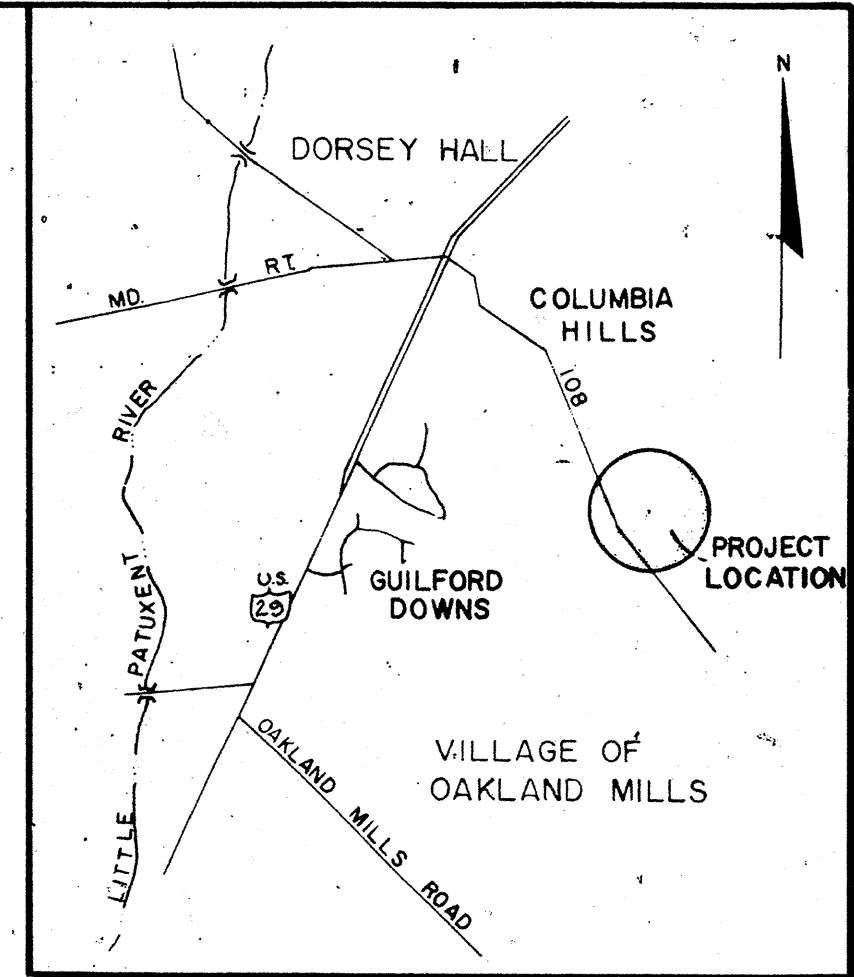 N
DORSEY HALL
MD. RT.
108
COLUMBIA
HILLS
RIVER
PROJECT
LOCATION
GUILFORD
DOWNS
U.S.
29
PATUXENT
LITTLE
OAKLAND MILLS ROAD
VILLAGE OF
OAKLAND MILLS